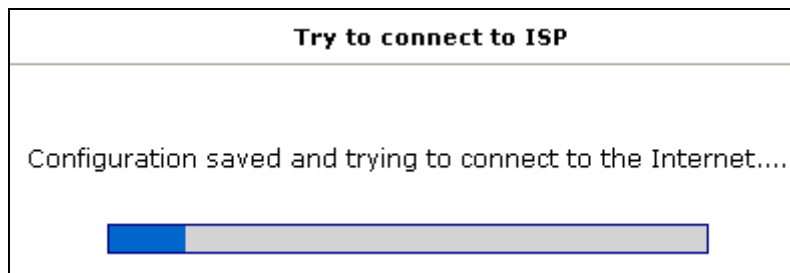 Try to connect to ISP
Configuration saved and trying to connect to the Internet....